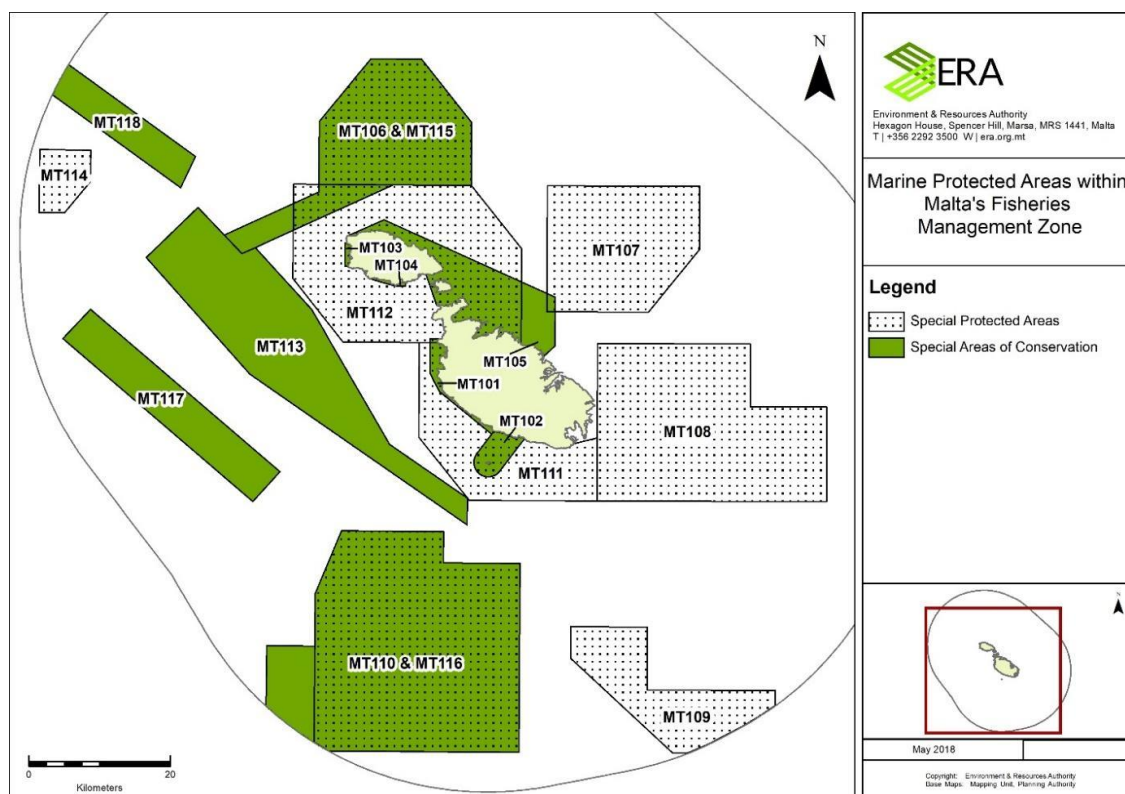 MT118
MT114
MT106 & MT115
N
MT107
MT103
MT104
MT112
MT113
MT105
MT117
MT101
MT102
MT108
MT111
MT110 & MT116
MT109
0 20
Kilometers
ERA
Environment & Resources Authority
Hexagon House, Spencer Hill, Marsa, MRS 1441, Malta
T | +356 2292 3500 W | era.org.mt
Marine Protected Areas within
Malta's Fisheries
Management Zone
Legend
Special Protected Areas
Special Areas of Conservation
N
May 2018
Copyright: Environment & Resources Authority
Base Maps: Mapping Unit, Planning Authority